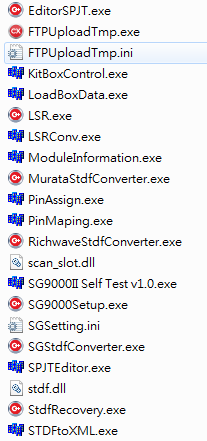 EditorSPJT.exe
FTPUploadTmp.exe
FTPUploadTmp.ini
KitBoxControl.exe
LoadBoxData.exe
LSR.exe
LSRConv.exe
ModuleInformation.exe
MurataStdfConverter.exe
PinAssign.exe
PinMaping.exe
RichwaveStdfConverter.exe
scan_slot.dll
SG9000II Self Test v1.0.exe
SG9000Setup.exe
SGSetting.ini
SGStdfConverter.exe
SPJTEditor.exe
stdf.dll
StdfRecovery.exe
STDFtoXML.exe